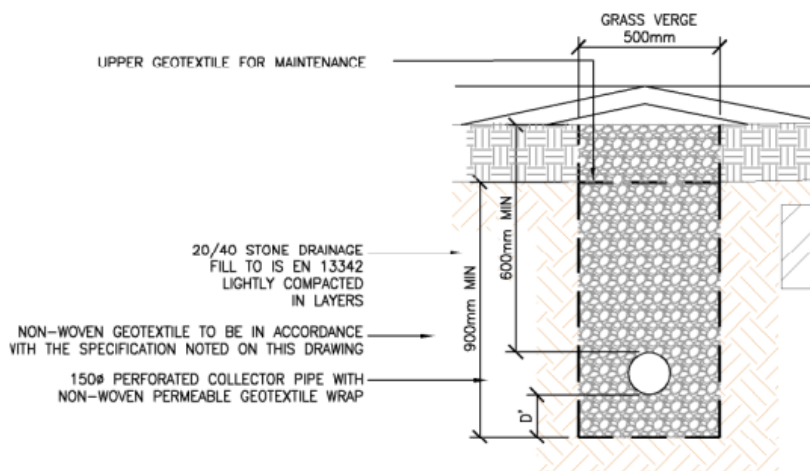 GRASS VERGE
500mm
UPPER GEOTEXTILE FOR MAINTENANCE
600mm MIN
900mm MIN
20/40 STONE DRAINAGE
FILL TO IS EN 13342
LIGHTLY COMPACTED
IN LAYERS
NON-WOVEN GEOTEXTILE TO BE IN ACCORDANCE
WITH THE SPECIFICATION NOTED ON THIS DRAWING
150ø PERFORATED COLLECTOR PIPE WITH
NON-WOVEN PERMEABLE GEOTEXTILE WRAP
D"